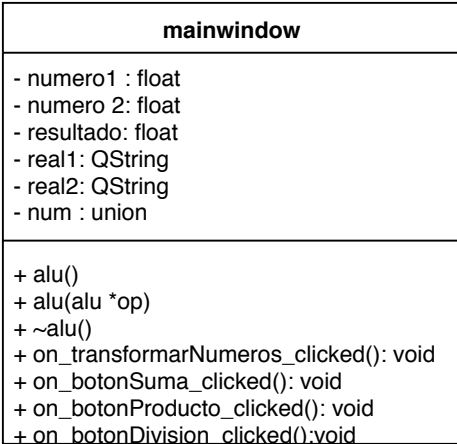 mainwindow
- numero1 : float
- numero 2: float
- resultado: float
- real1: QString
- real2: QString
- num : union
+ alu()
+ alu(alu *op)
+ ~alu()
+ on_transformarNumeros_clicked(): void
+ on_botonSuma_clicked(): void
+ on_botonProducto_clicked(): void
+ on_botonDivision_clicked():void